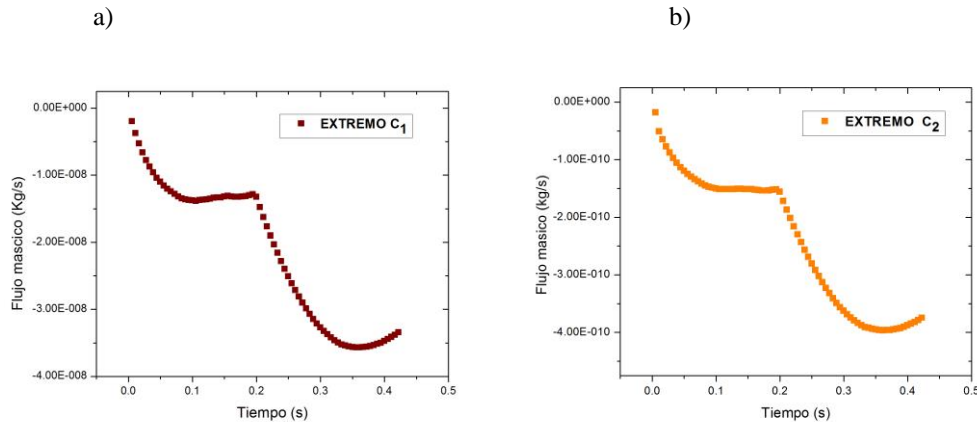 a)
b)
0.00E+000
-1.00E-008
-2.00E-008
-3.00E-008
-4.00E-008
Flujo mascico (Kg/s)
EXTREMO C1
0.0 0.1 0.2 0.3 0.4 0.5
Tiempo (s)
0.00E+000
-1.00E-010
-2.00E-010
-3.00E-010
-4.00E-010
Flujo masico (Kg/s)
EXTREMO C2
0.0 0.1 0.2 0.3 0.4 0.5
Tiempo (s)